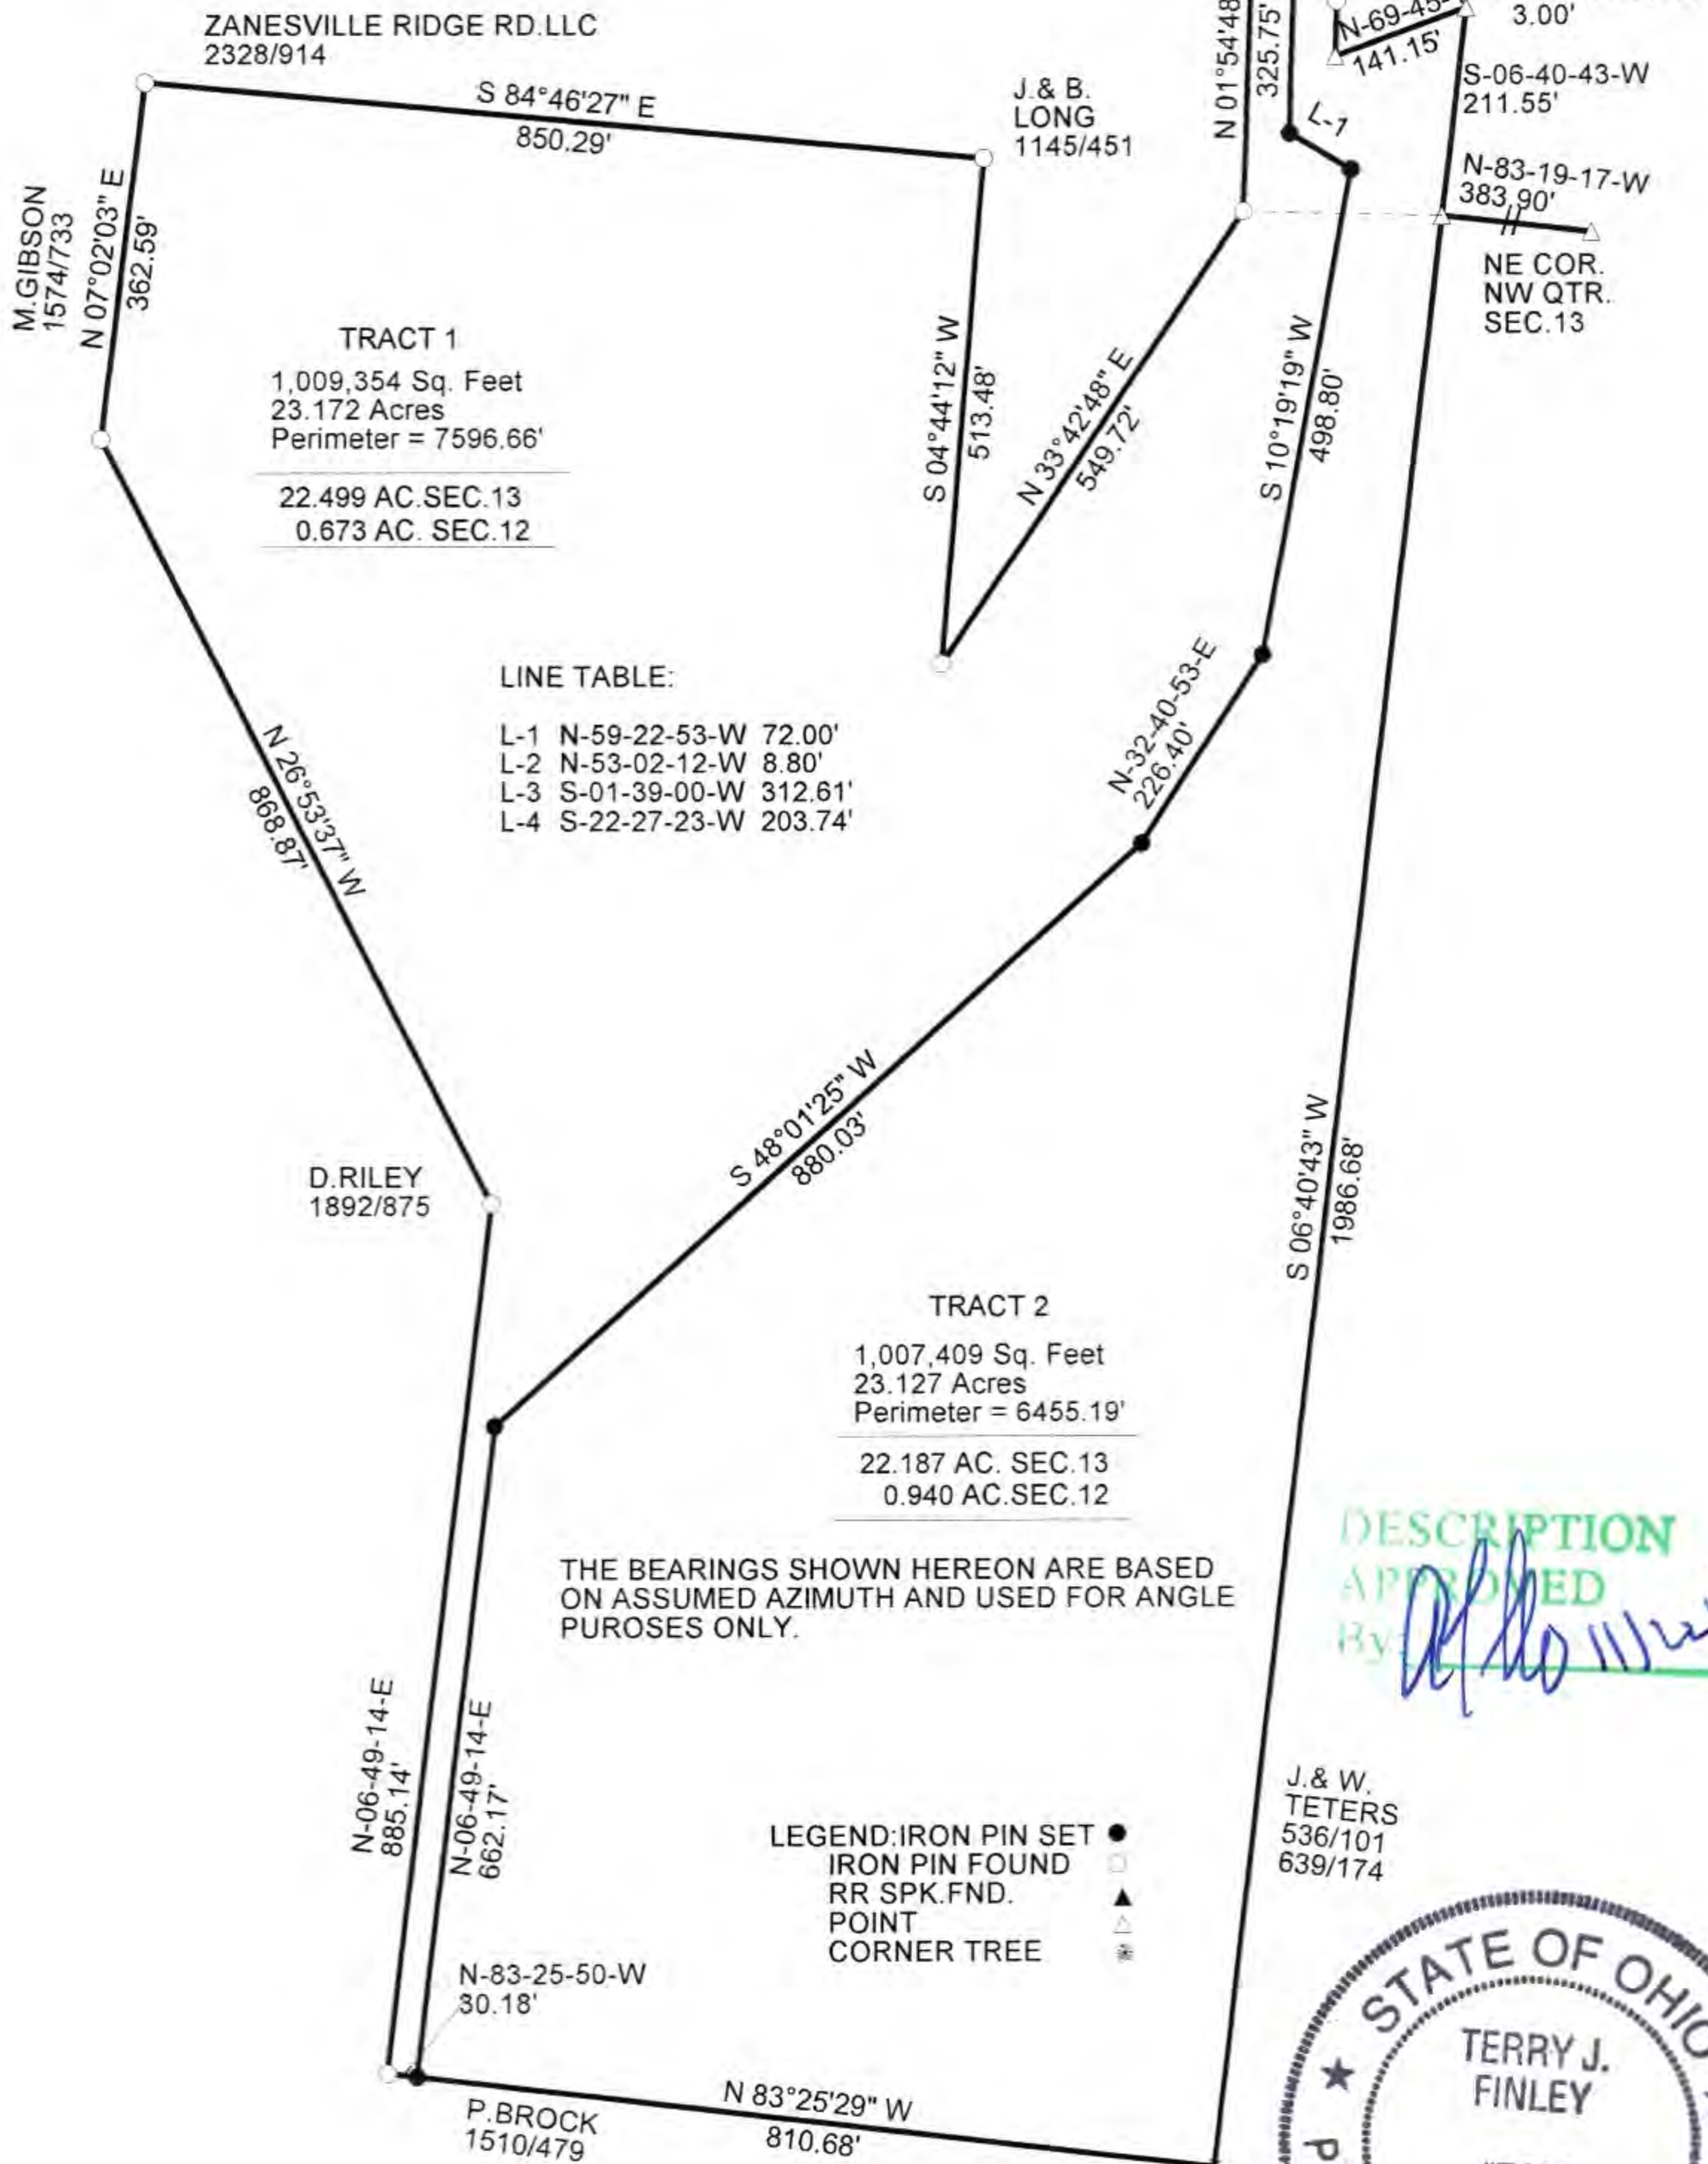 ZANESVILLE RIDGE RD.LLC
2328/914
S 84°46'27" E
850.29'
J.& B.
LONG
1145/451
N 01°54'48
325.75'
N-69-45-
141.15'
3.00'
S-06-40-43-W
211.55'
L-1
N-83-19-17-W
383.90'
NE COR.
NW QTR.
SEC.13
M.GIBSON
1574/733
N 07°02'03" E
362.59'
TRACT 1
1,009,354 Sq. Feet
23.172 Acres
Perimeter = 7596.66'
22.499 AC.SEC.13
0.673 AC. SEC.12
S 04°44'12" W
513.48'
N 33°42'48" E
549.72'
S 10°19'19" W
498.80'
LINE TABLE:
L-1 N-59-22-53-W 72.00'
L-2 N-53-02-12-W 8.80'
L-3 S-01-39-00-W 312.61'
L-4 S-22-27-23-W 203.74'
N-32-40-53-E
226.40'
N 26°53'37" W
868.87'
S 48°01'25" W
880.03'
S 06°40'43" W
1986.68'
D.RILEY
1892/875
TRACT 2
1,007,409 Sq. Feet
23.127 Acres
Perimeter = 6455.19'
22.187 AC. SEC.13
0.940 AC.SEC.12
DESCRIPTION
APPROVED
By
THE BEARINGS SHOWN HEREON ARE BASED
ON ASSUMED AZIMUTH AND USED FOR ANGLE
PUROSES ONLY.
N-06-49-14-E
885.14'
N-06-49-14-E
662.17'
J.& W.
TETERS
536/101
639/174
LEGEND:IRON PIN SET
IRON PIN FOUND
RR SPK.FND.
POINT
CORNER TREE
N-83-25-50-W
30.18'
STATE OF OHIO
TERRY J.
FINLEY
P
P.BROCK
1510/479
N 83°25'29" W
810.68'